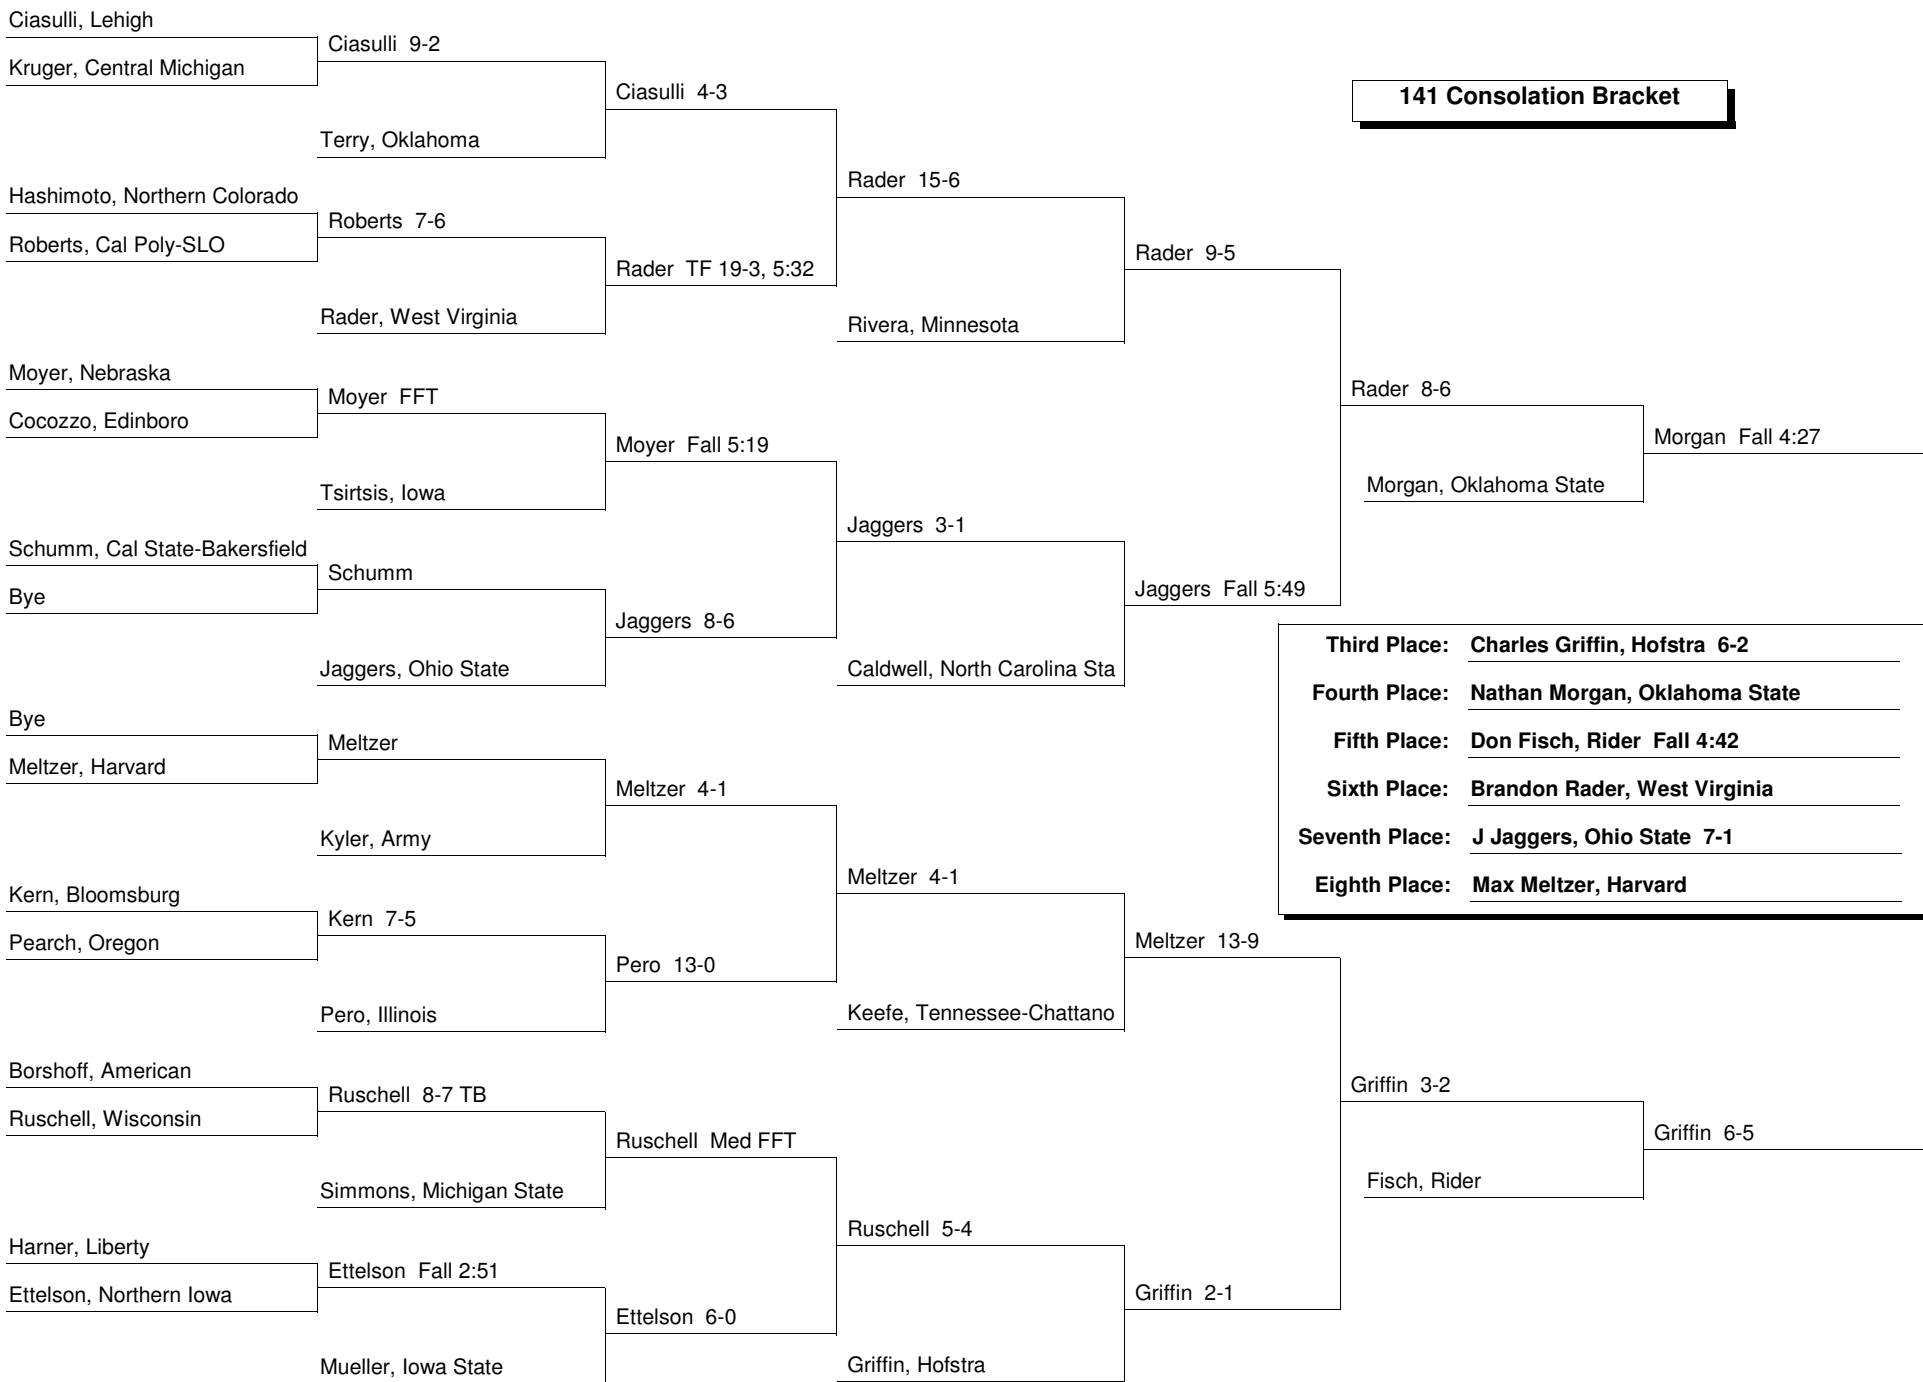 Ciasulli, Lehigh
Kruger, Central Michigan
Ciasulli 9-2
Terry, Oklahoma
Ciasulli 4-3
Hashimoto, Northern Colorado
Roberts, Cal Poly-SLO
Roberts 7-6
Rader, West Virginia
Rader TF 19-3, 5:32
Rader 15-6
Rivera, Minnesota
Rader 9-5
Moyer, Nebraska
Cocozzo, Edinboro
Moyer FFT
Tsirtsis, Iowa
Moyer Fall 5:19
Schumm, Cal State-Bakersfield
Bye
Schumm
Jaggers, Ohio State
Jaggers 8-6
Jaggers 3-1
Caldwell, North Carolina Sta
Jaggers Fall 5:49
Rader 8-6
Morgan, Oklahoma State
Morgan Fall 4:27
Bye
Meltzer, Harvard
Meltzer
Kyler, Army
Meltzer 4-1
Kern, Bloomsburg
Pearch, Oregon
Kern 7-5
Pero, Illinois
Pero 13-0
Meltzer 4-1
Keefe, Tennessee-Chattano
Meltzer 13-9
Borshoff, American
Ruschell, Wisconsin
Ruschell 8-7 TB
Simmons, Michigan State
Ruschell Med FFT
Harner, Liberty
Ettelson, Northern Iowa
Ettelson Fall 2:51
Mueller, Iowa State
Ettelson 6-0
Ruschell 5-4
Griffin, Hofstra
Griffin 2-1
Griffin 3-2
Fisch, Rider
Griffin 6-5
141 Consolation Bracket
Third Place: Charles Griffin, Hofstra 6-2
Fourth Place: Nathan Morgan, Oklahoma State
Fifth Place: Don Fisch, Rider Fall 4:42
Sixth Place: Brandon Rader, West Virginia
Seventh Place: J Jaggers, Ohio State 7-1
Eighth Place: Max Meltzer, Harvard